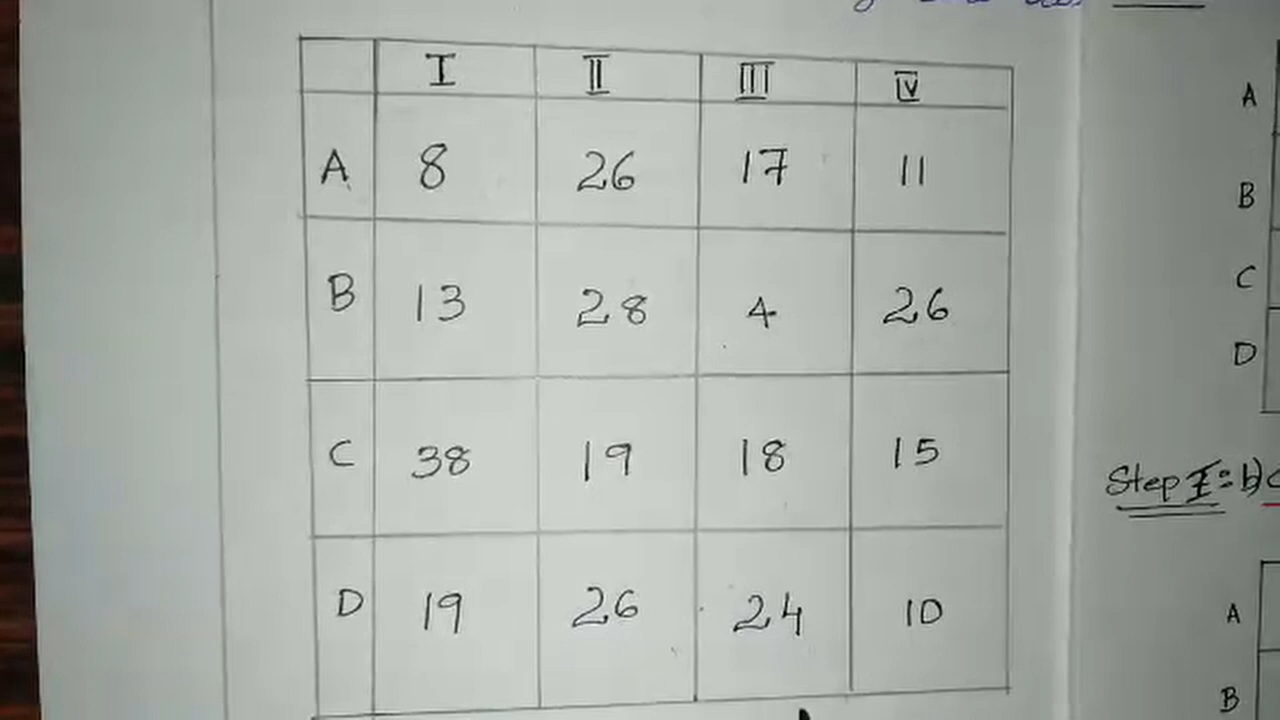 I II III IV
A 8 26 17 11
B 13 28 4 26
C 38 19 18 15
D 19 26 24 10
A
B
C
D
Step I: b)
A
B